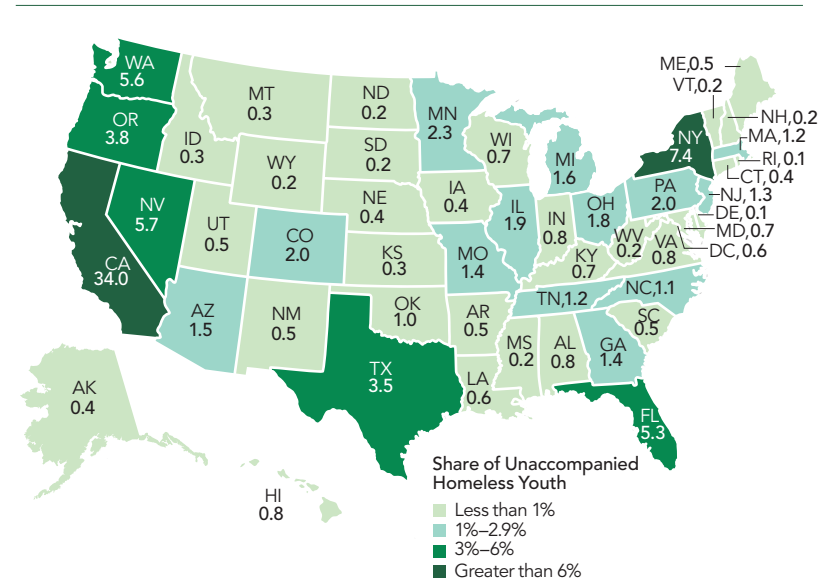 WA
5.6
OR
3.8
CA
34.0
NV
5.7
ID
0.3
MT
0.3
WY
0.2
UT
0.5
CO
2.0
AZ
1.5
NM
0.5
ND
0.2
SD
0.2
NE
0.4
KS
0.3
OK
1.0
TX
3.5
MN
2.3
IA
0.4
MO
1.4
AR
0.5
LA
0.6
WI
0.7
IL
1.9
MI
1.6
IN
0.8
OH
1.8
KY
0.7
TN,1.2
MS
0.2
AL
0.8
GA
1.4
FL
5.3
SC
0.5
NC,1.1
WV
0.2
VA
0.8
PA
2.0
NY
7.4
ME,0.5
VT,0.2
NH,0.2
MA,1.2
RI,0.1
CT,0.4
NJ,1.3
DE,0.1
MD,0.7
DC,0.6
AK
0.4
HI
0.8
Share of Unaccompanied
Homeless Youth
Less than 1%
1%–2.9%
3%–6%
Greater than 6%